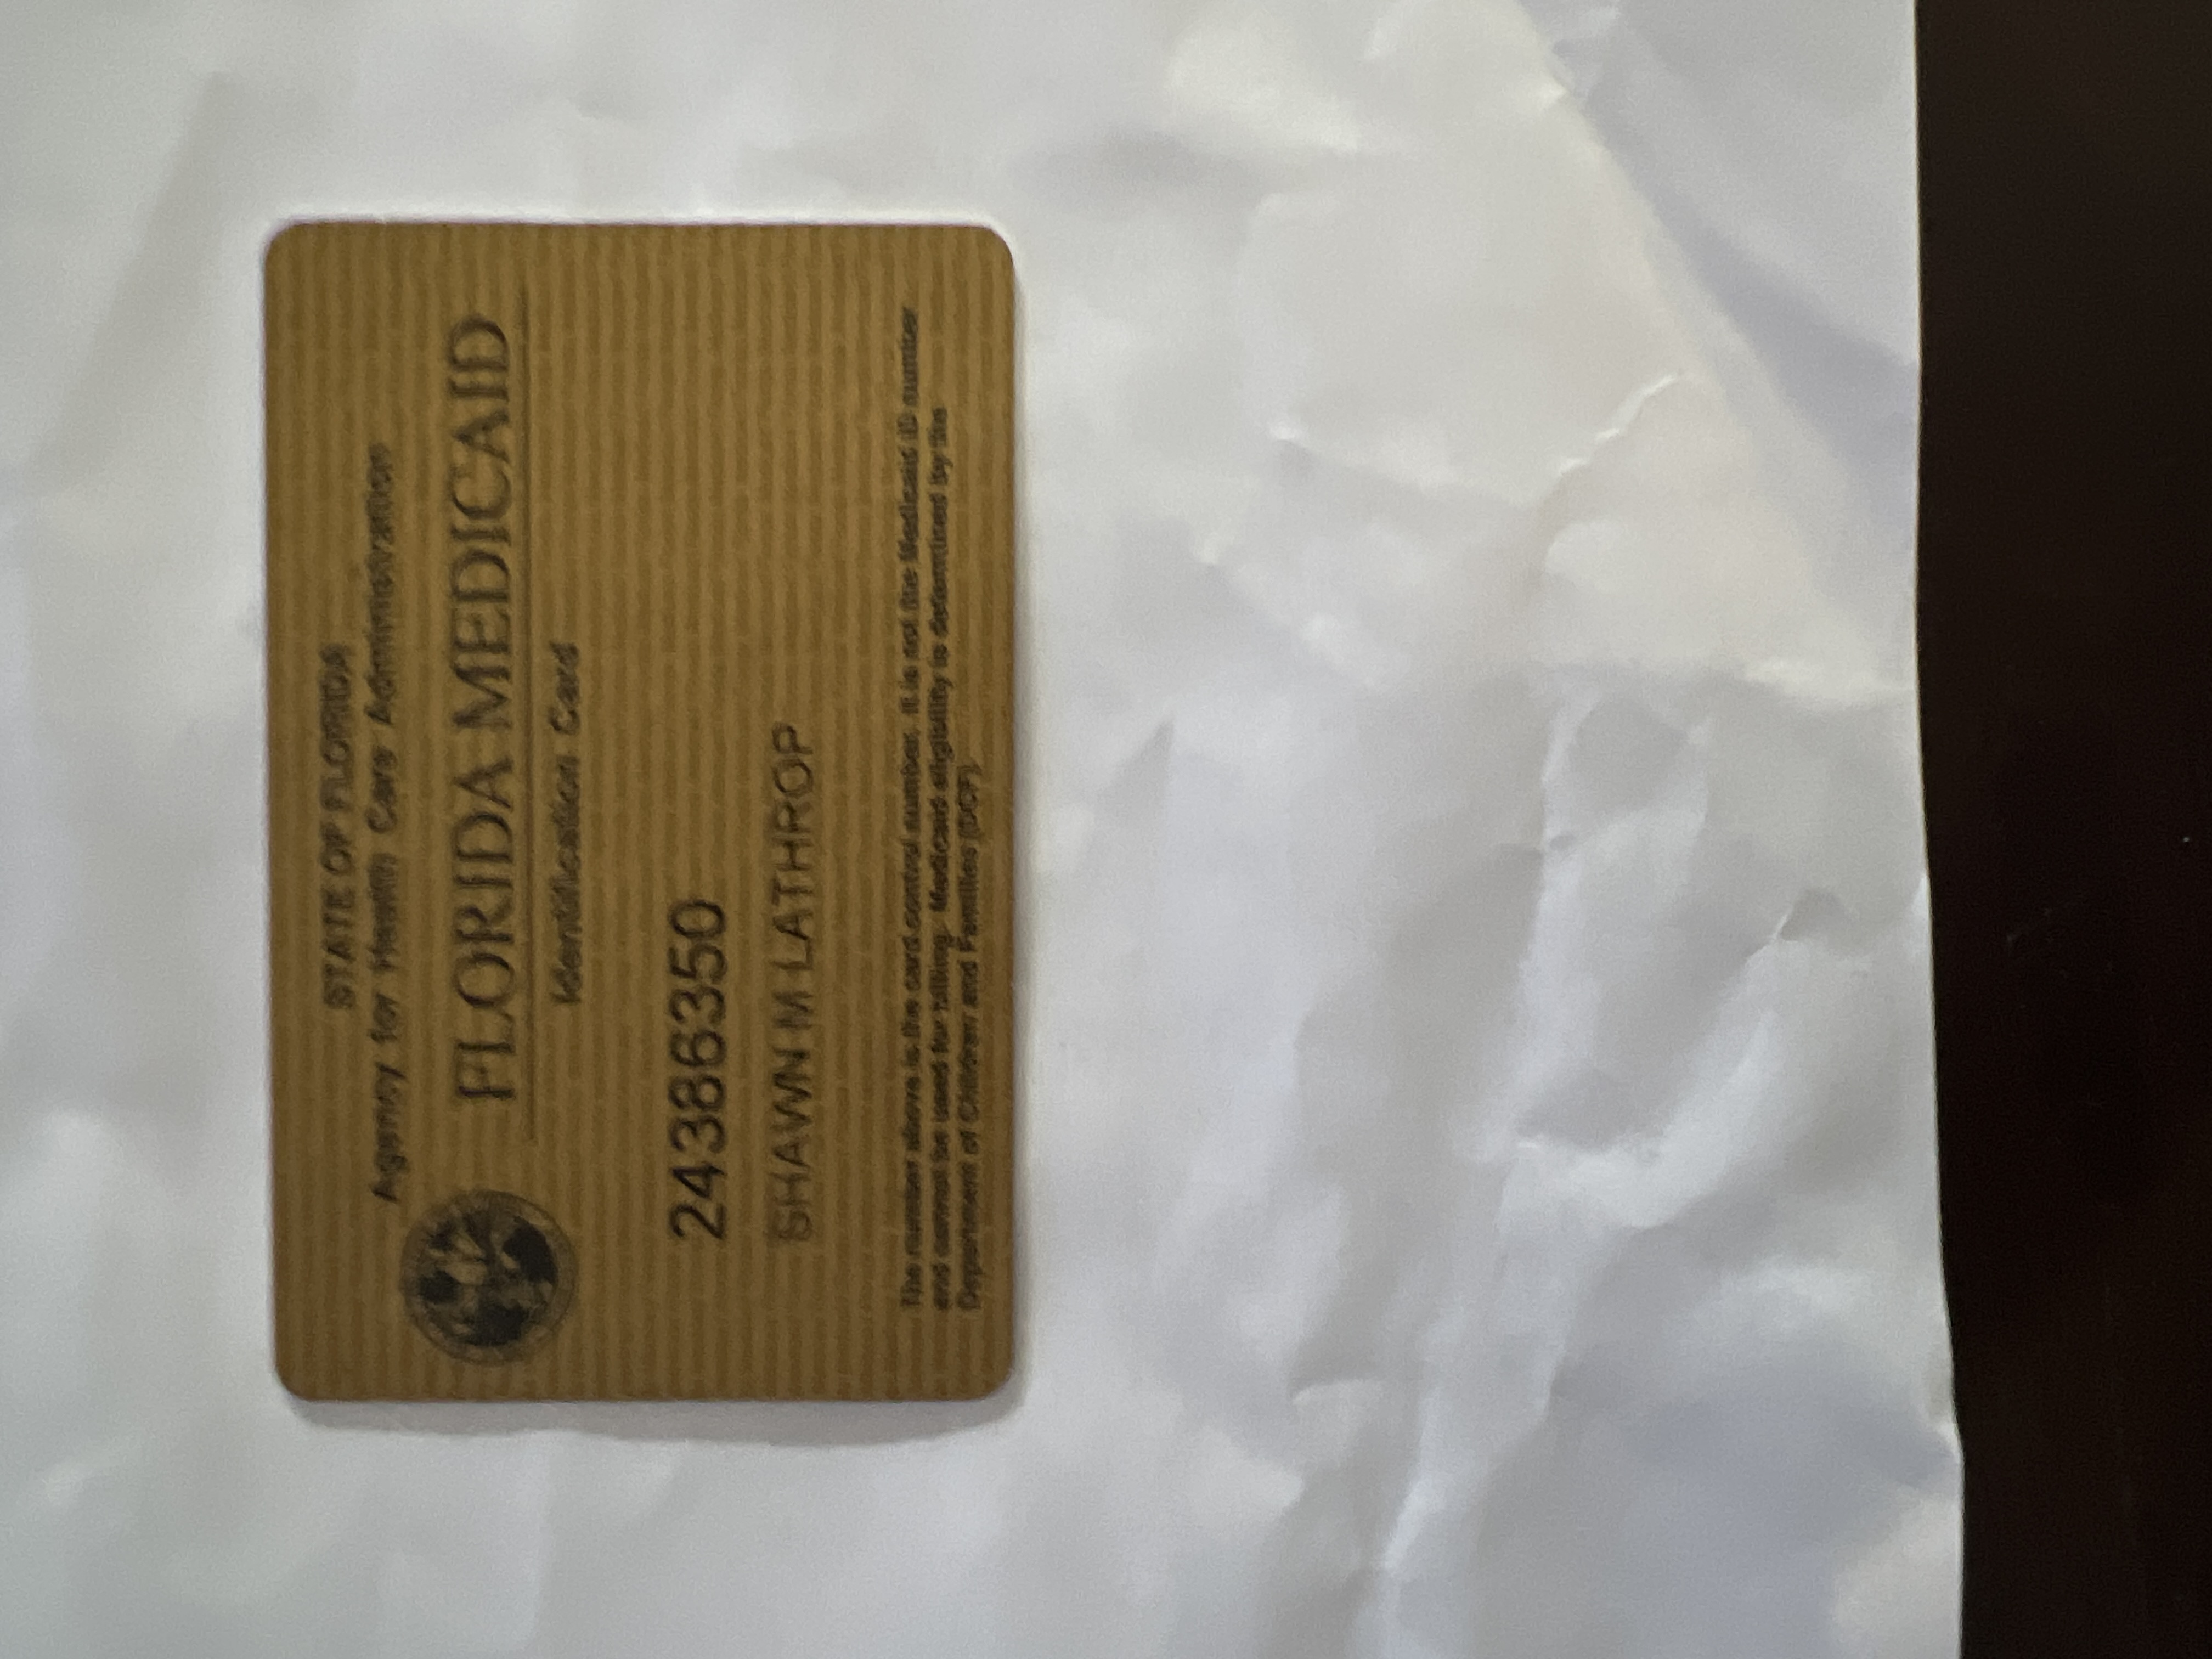 STATE OF FLORIDA
Agency for Health Care Administration
FLORIDA MEDICAID
Identification Card
243863350
SHAWN M LATHROP
The number above is the card control number. It is not the Medicaid ID number
and cannot be used for billing. Medicaid eligibility is determined by the
Department of Children and Families (DCF).